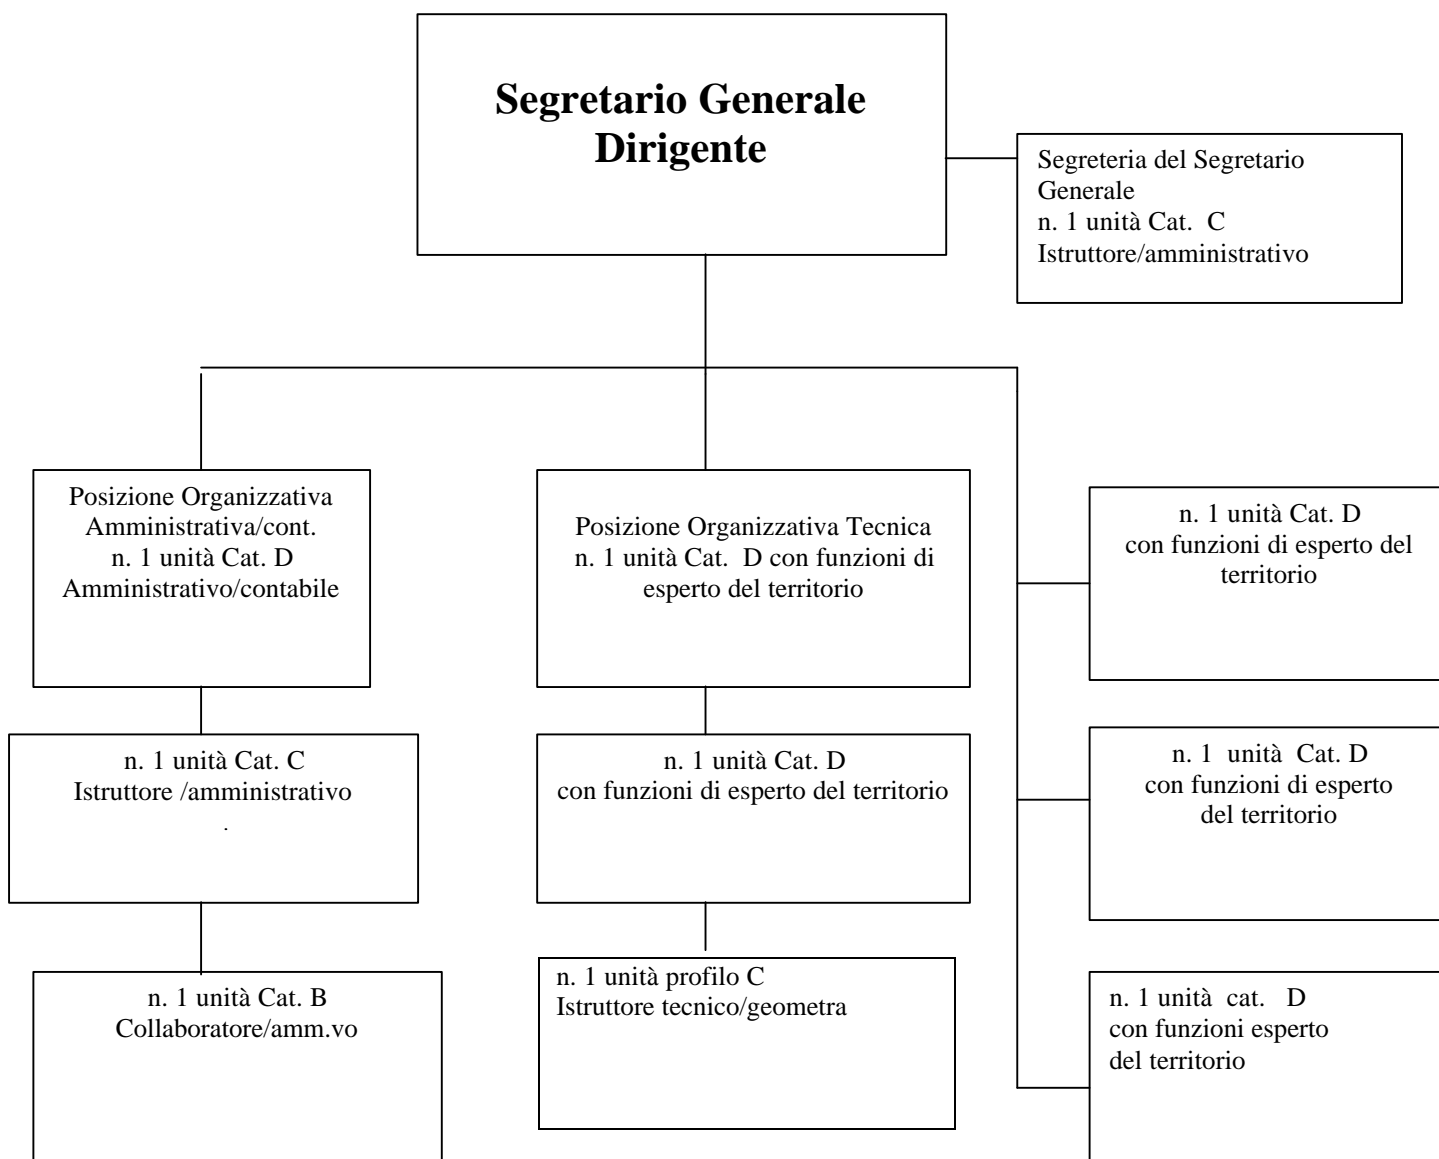 Segretario Generale
Dirigente
Segreteria del Segretario
Generale
n. 1 unità Cat. C
Istruttore/amministrativo
Posizione Organizzativa
Amministrativa/cont.
n. 1 unità Cat. D
Amministrativo/contabile
Posizione Organizzativa Tecnica
n. 1 unità Cat. D con funzioni di
esperto del territorio
n. 1 unità Cat. D
con funzioni di esperto del
territorio
n. 1 unità Cat. C
Istruttore /amministrativo
.
n. 1 unità Cat. D
con funzioni di esperto del territorio
n. 1 unità Cat. D
con funzioni di esperto
del territorio
n. 1 unità Cat. B
Collaboratore/amm.vo
n. 1 unità profilo C
Istruttore tecnico/geometra
n. 1 unità cat. D
con funzioni esperto
del territorio